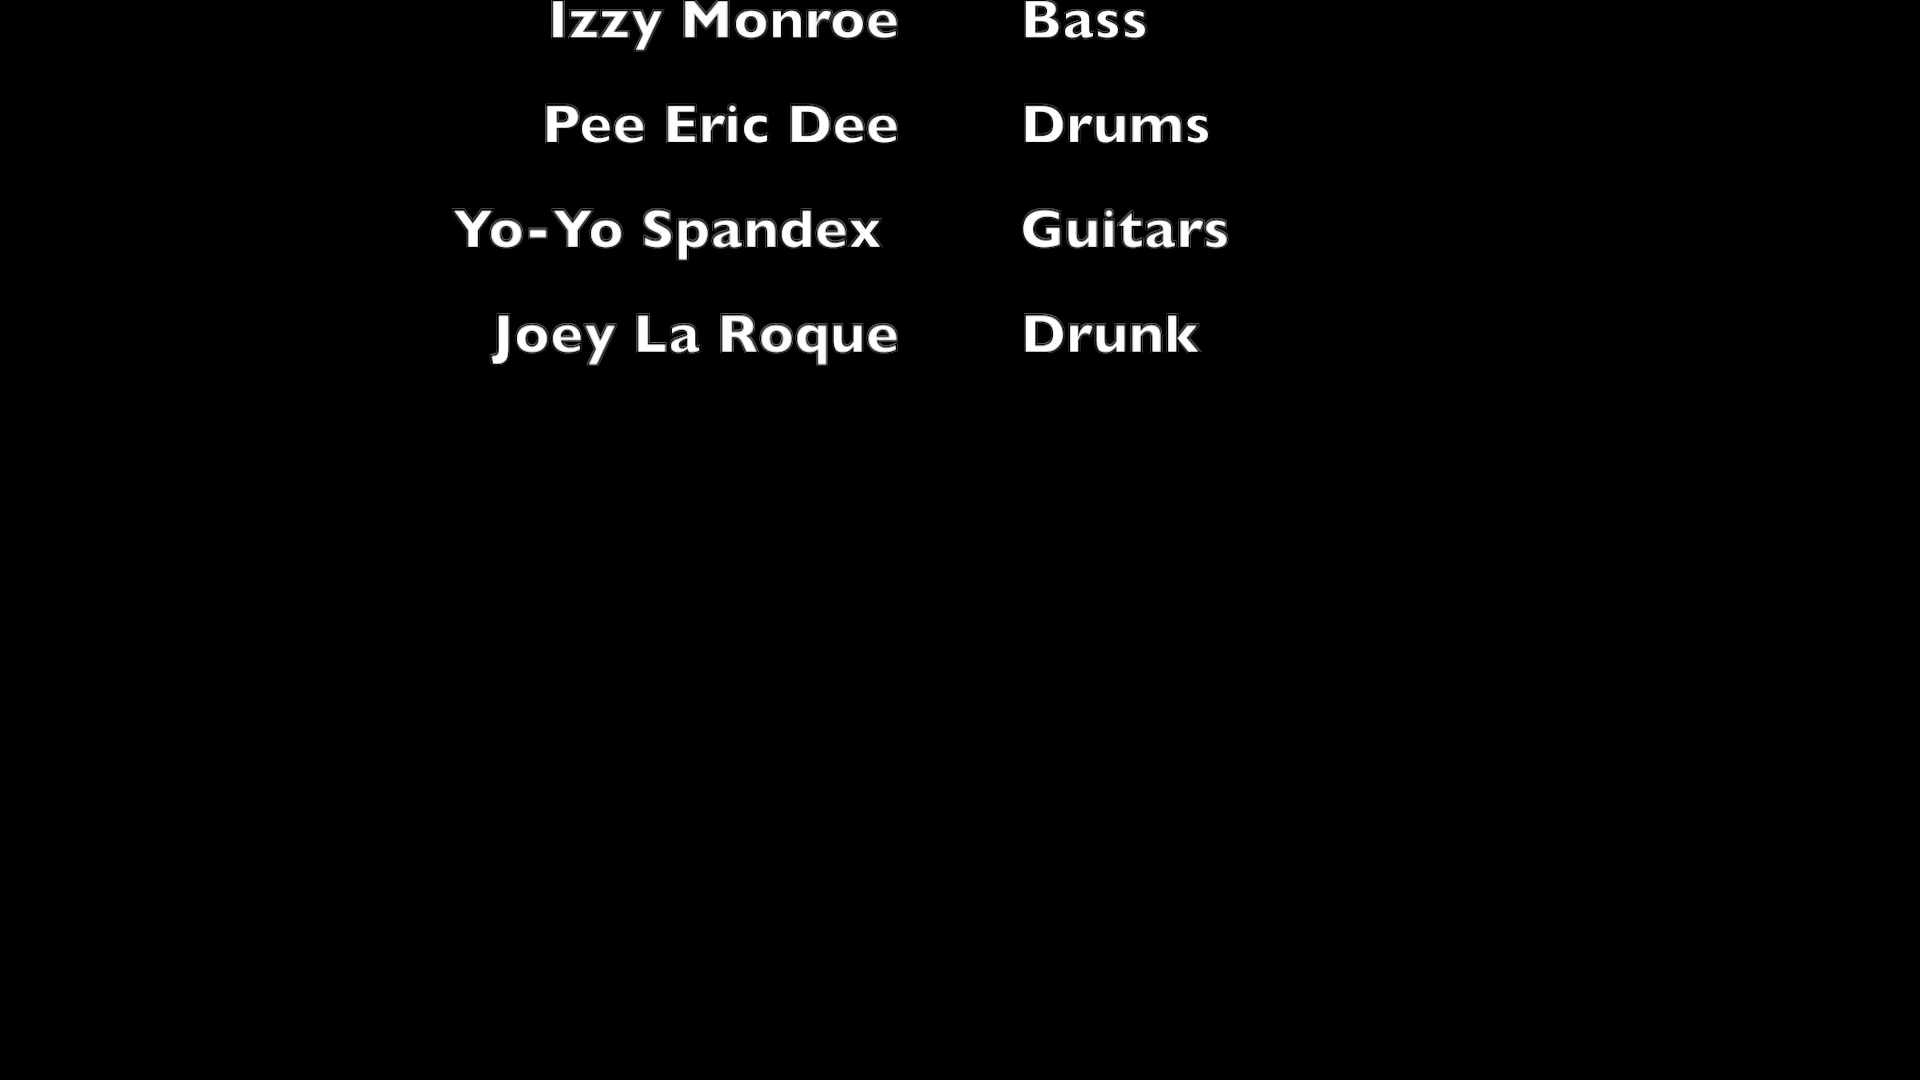 Izzy Monroe Bass
Pee Eric Dee Drums
Yo-Yo Spandex Guitars
Joey La Roque Drunk